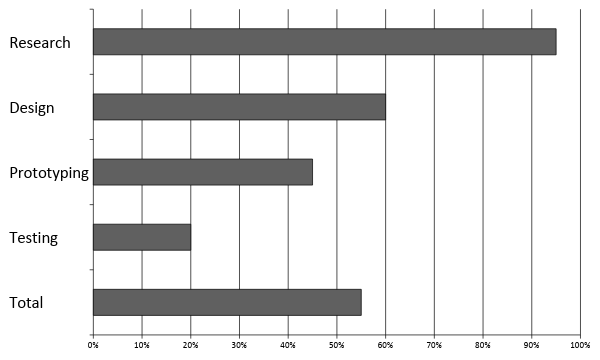 Research
Design
Prototyping
Testing
Total
0% 10% 20% 30% 40% 50% 60% 70% 80% 90% 100%